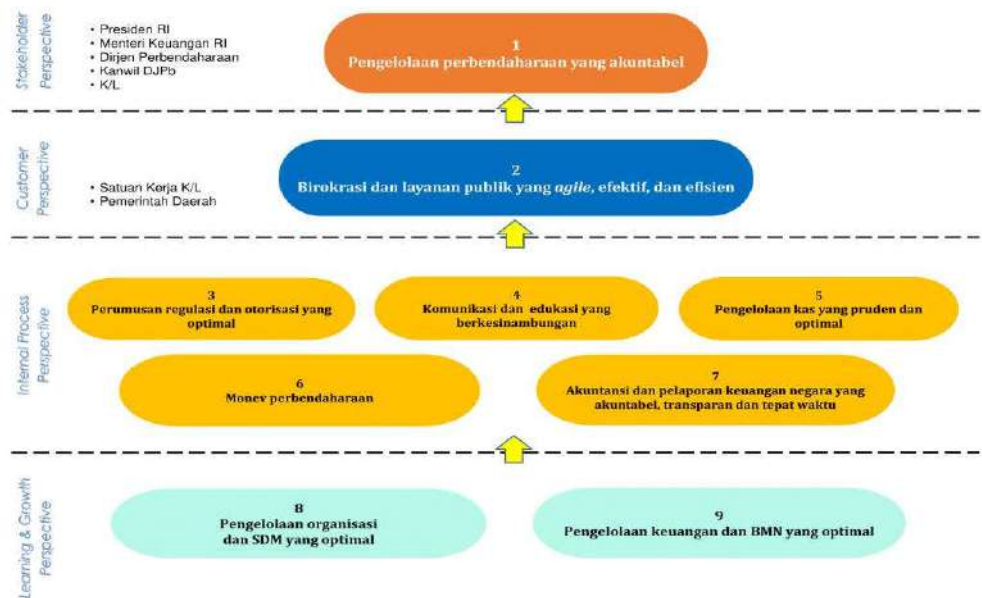 Stakeholder
Perspective
• Presiden RI
• Menteri Keuangan RI
• Dirjen Perbendaharaan
• Kanwil DJPb
• K/L
1
Pengelolaan perbendaharaan yang akuntabel
Customer
Perspective
• Satuan Kerja K/L
• Pemerintah Daerah
2
Birokrasi dan layanan publik yang agile, efektif, dan efisien
Internal Process
Perspective
3
Perumusan regulasi dan otorisasi yang
optimal
4
Komunikasi dan edukasi yang
berkesinambungan
5
Pengelolaan kas yang pruden dan
optimal
6
Monev perbendaharaan
7
Akuntansi dan pelaporan keuangan negara yang
akuntabel, transparan dan tepat waktu
Learning & Growth
Perspective
8
Pengelolaan organisasi
dan SDM yang optimal
9
Pengelolaan keuangan dan BMN yang optimal